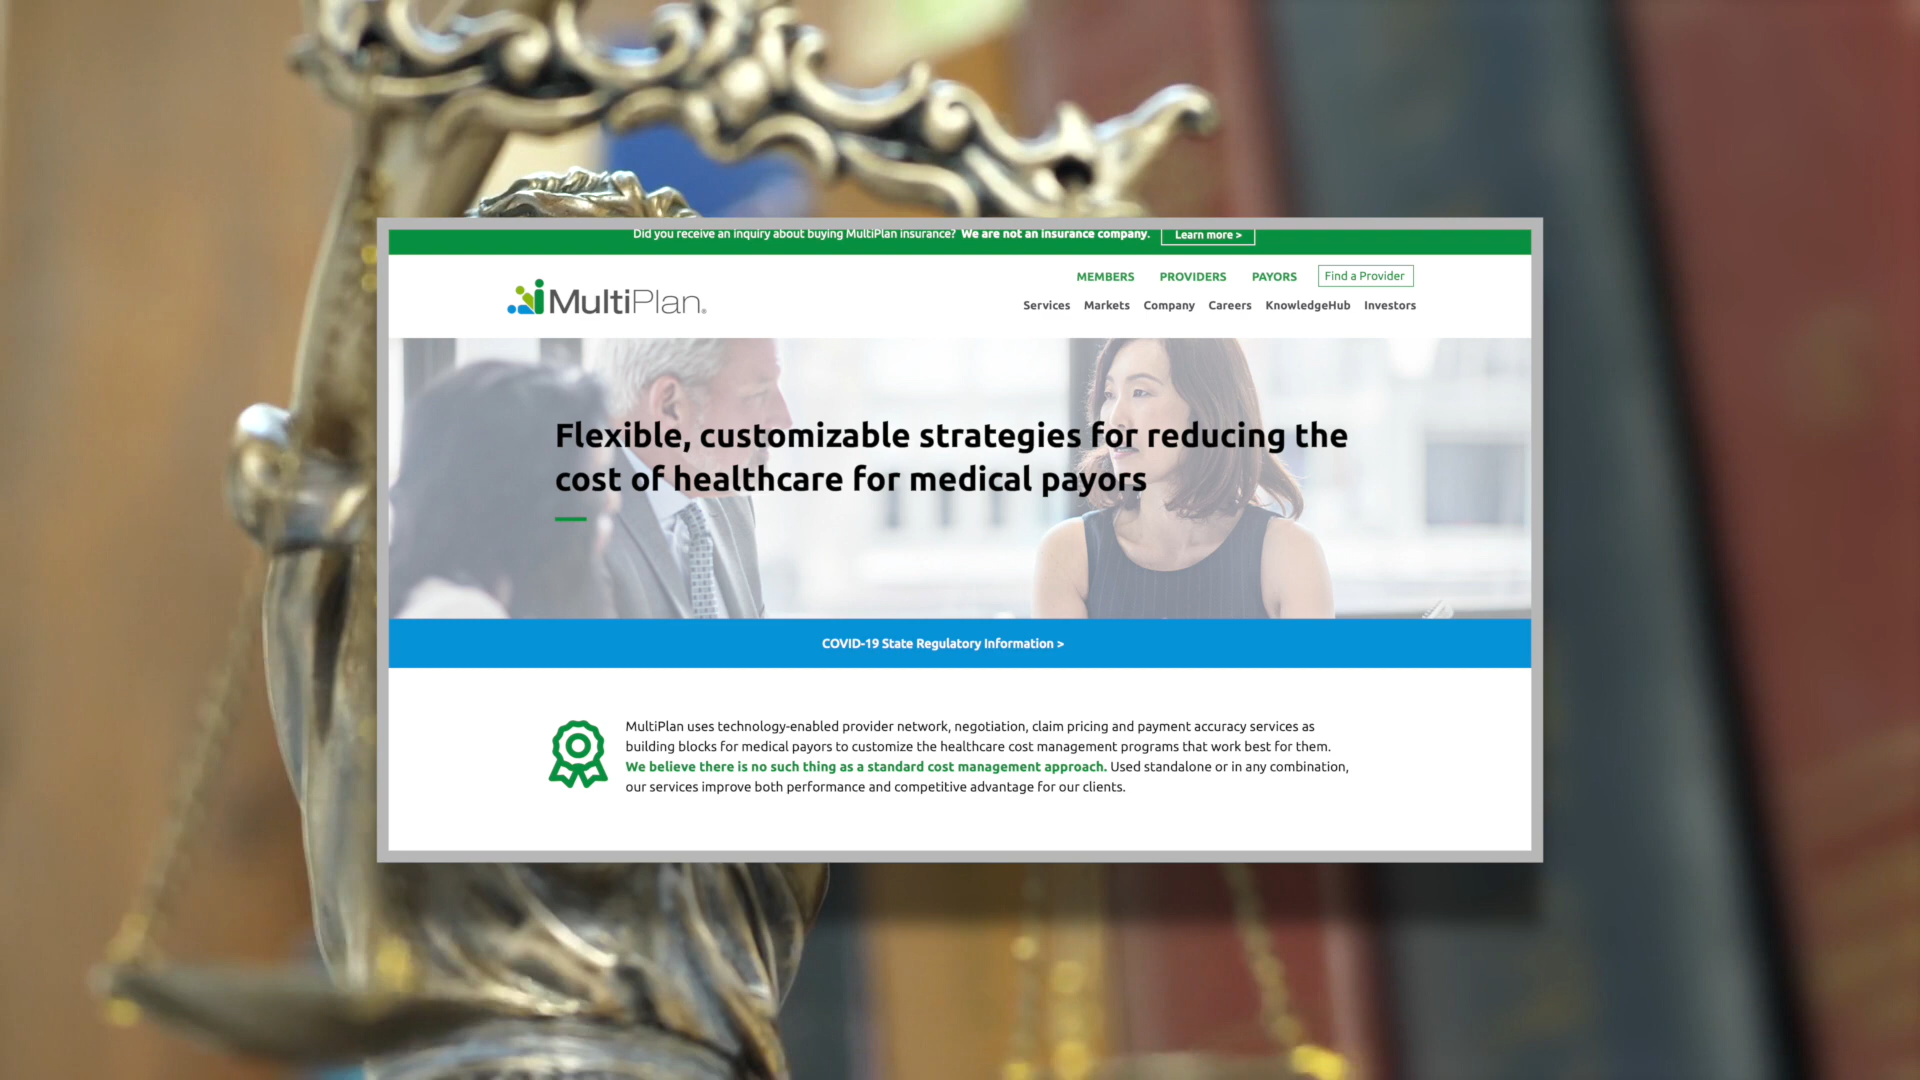 Did you receive an inquiry about buying MultiPlan insurance? We are not an insurance company. Learn more >
MEMBERS PROVIDERS PAYORS Find a Provider
MultiPlan®
Services Markets Company Careers KnowledgeHub Investors
Flexible, customizable strategies for reducing the
cost of healthcare for medical payors
COVID-19 State Regulatory Information >
MultiPlan uses technology-enabled provider network, negotiation, claim pricing and payment accuracy services as
building blocks for medical payors to customize the healthcare cost management programs that work best for them.
We believe there is no such thing as a standard cost management approach. Used standalone or in any combination,
our services improve both performance and competitive advantage for our clients.